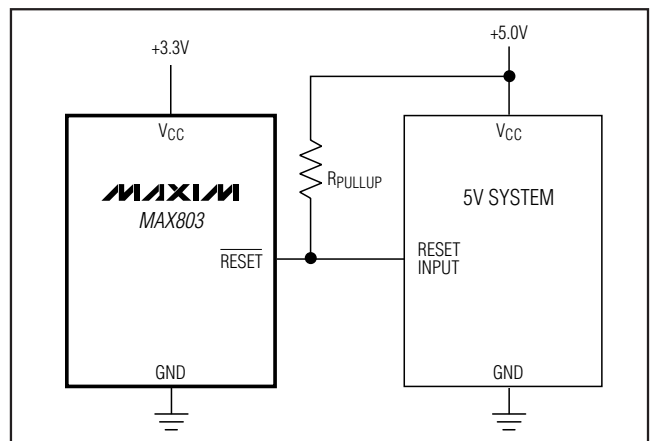 +3.3V
+5.0V
VCC
VCC
RPULLUP
MAXIM
MAX803
5V SYSTEM
RESET
RESET
INPUT
GND
GND